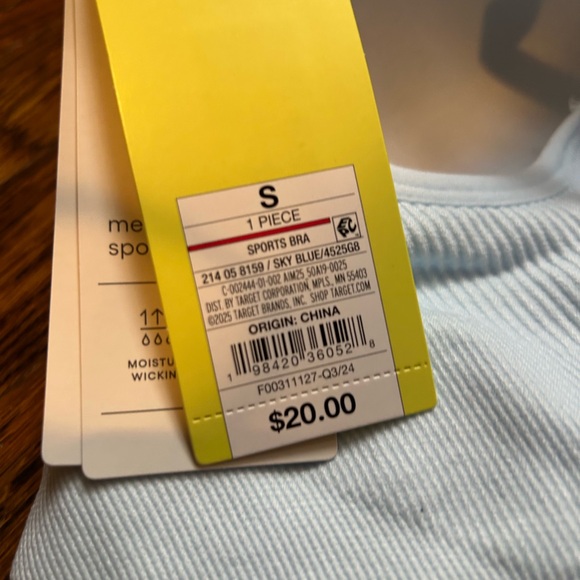 S
1 PIECE
SPORTS BRA
214 05 8159 / SKY BLUE/4525G8
C-002444-01-002 AIM25 50A19-0025
DIST. BY TARGET CORPORATION, MPLS., MN 55403
©2025 TARGET BRANDS, INC. SHOP TARGET.COM
ORIGIN: CHINA
1 98420 36052 8
F00311127-Q3/24
$20.00
me
spo
1↑
MOISTU
WICKIN